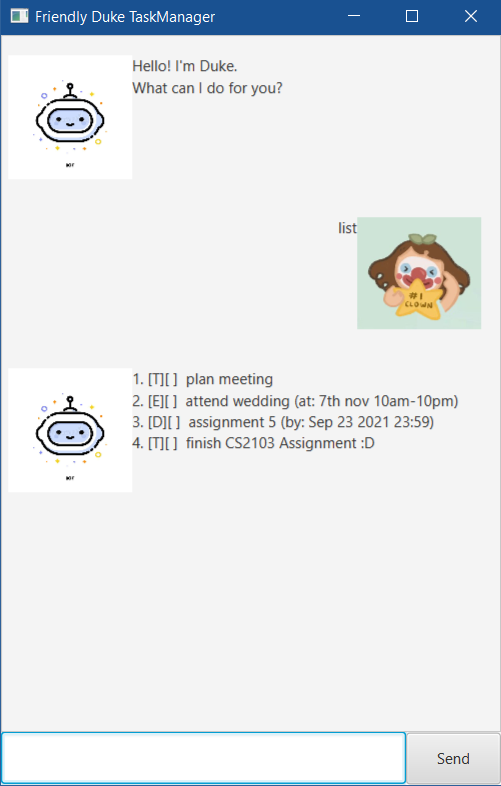 Friendly Duke TaskManager
Hello! I'm Duke.
What can I do for you?
list
#1
CLOWN
1. [T][ ]  plan meeting
2. [E][ ]  attend wedding (at: 7th nov 10am-10pm)
3. [D][ ]  assignment 5 (by: Sep 23 2021 23:59)
4. [T][ ]  finish CS2103 Assignment :D
Send